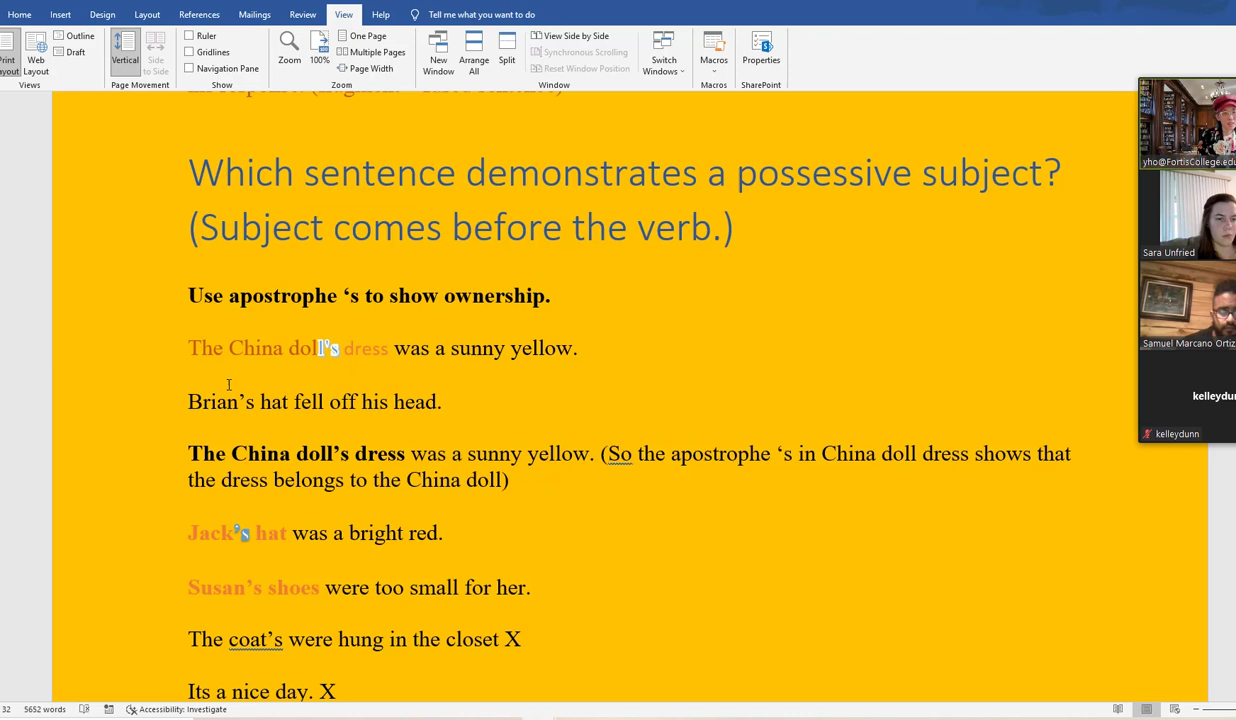 Home Insert Design Layout References Mailings Review View Help Tell me what you want to do
Outline Draft Web Layout Vertical Side to Side Ruler Gridlines Navigation Pane Zoom 100% One Page Multiple Pages Page Width New Window Arrange All Split View Side by Side Synchronous Scrolling Reset Window Position Switch Windows Macros Properties
Views Page Movement Show Zoom Window Macros SharePoint
Which sentence demonstrates a possessive subject?
(Subject comes before the verb.)
Use apostrophe ‘s to show ownership.
The China doll’s dress was a sunny yellow.
Brian’s hat fell off his head.
The China doll’s dress was a sunny yellow. (So the apostrophe ‘s in China doll dress shows that
the dress belongs to the China doll)
Jack’s hat was a bright red.
Susan’s shoes were too small for her.
The coat’s were hung in the closet X
Its a nice day. X
yho@FortisCollege.edu
Sara Unfried
Samuel Marcano Ortiz
kelleydun
kelleydunn
32 5652 words Accessibility: Investigate